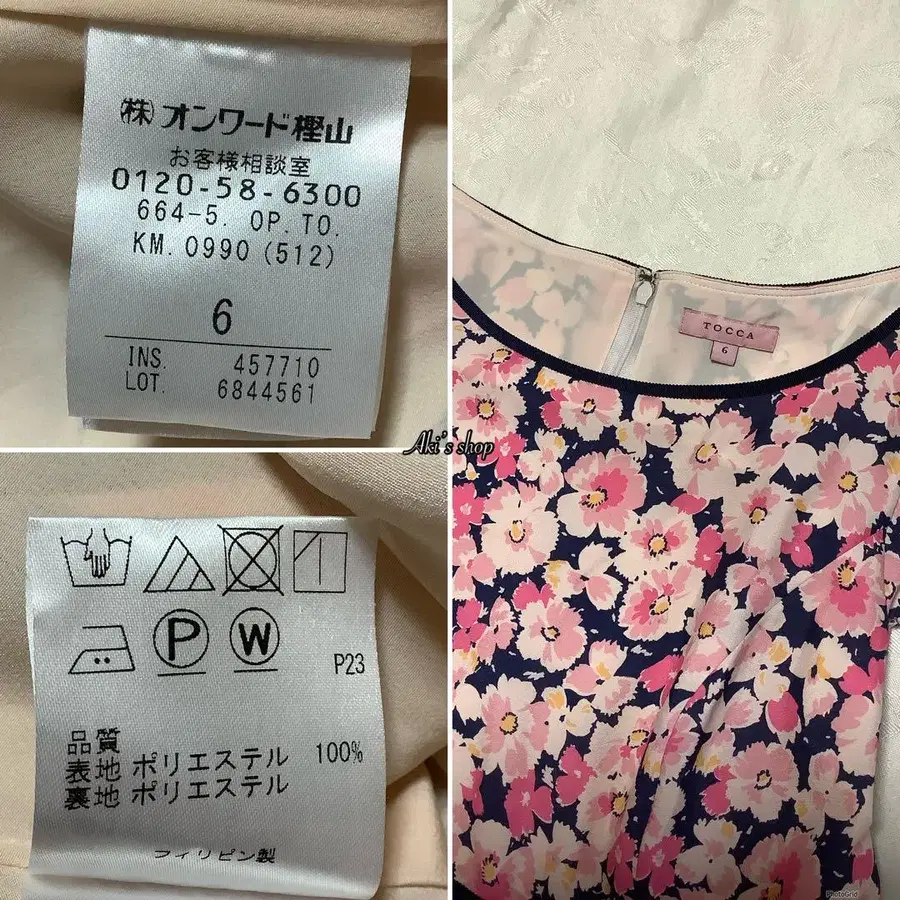 ㈱オンワード樫山
お客様相談室
0120-58-6300
664-5. OP. TO.
KM. 0990 (512)
6
INS. 457710
LOT. 6844561
TOCCA
6
Aki's shop
P
W
P23
品質
表地 ポリエステル 100%
裏地 ポリエステル
フィリピン製
PhotoGrid